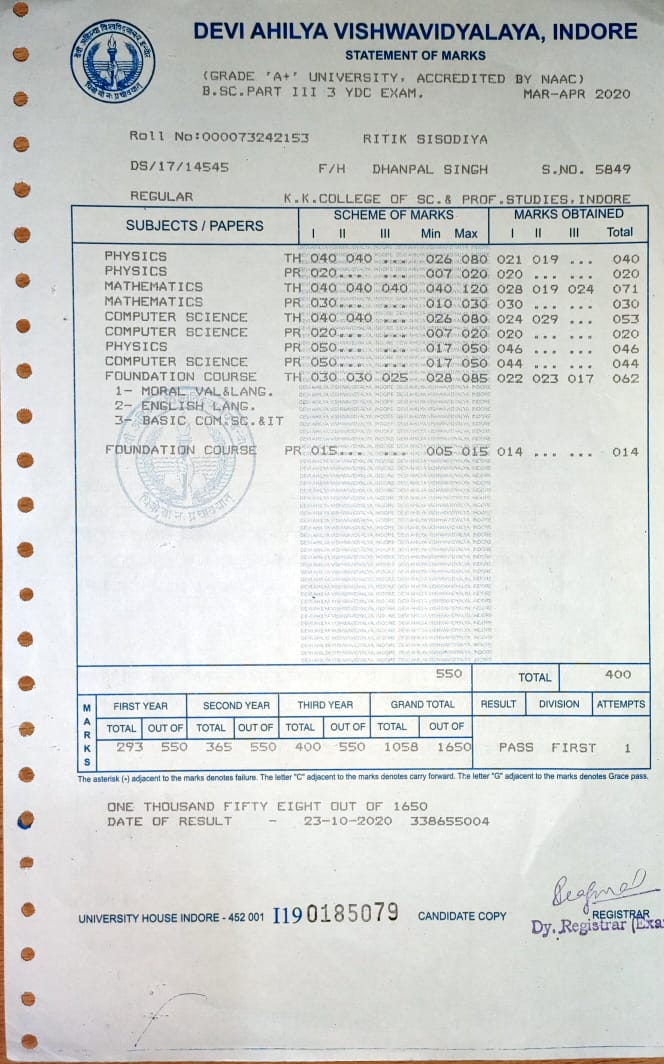 DEVI AHILYA VISHWAVIDYALAYA, INDORE
STATEMENT OF MARKS
(GRADE 'A+' UNIVERSITY, ACCREDITED BY NAAC)
B.SC.PART III 3 YDC EXAM. MAR-APR 2020
Roll No:000073242153 RITIK SISODIYA
DS/17/14545 F/H DHANPAL SINGH S.NO. 5849
REGULAR K.K.COLLEGE OF SC.& PROF.STUDIES,INDORE
SUBJECTS / PAPERS SCHEME OF MARKS MARKS OBTAINED
I II III Min Max I II III Total
PHYSICS TH 040 040 ... 026 080 021 019 ... 040
PHYSICS PR 020... ... 007 020 020 ... ... 020
MATHEMATICS TH 040 040 040 040 120 028 019 024 071
MATHEMATICS PR 030... ... 010 030 030 ... ... 030
COMPUTER SCIENCE TH 040 040 ... 026 080 024 029 ... 053
COMPUTER SCIENCE PR 020... ... 007 020 020 ... ... 020
PHYSICS PR 050... ... 017 050 046 ... ... 046
COMPUTER SCIENCE PR 050... ... 017 050 044 ... ... 044
FOUNDATION COURSE TH 030 030 025 028 085 022 023 017 062
1- MORAL VAL&LANG.
2- ENGLISH LANG.
3- BASIC COM.SC.&IT
FOUNDATION COURSE PR 015... ... 005 015 014 ... ... 014
550 TOTAL 400
MARKS FIRST YEAR SECOND YEAR THIRD YEAR GRAND TOTAL RESULT DIVISION ATTEMPTS
TOTAL OUT OF TOTAL OUT OF TOTAL OUT OF TOTAL OUT OF
293 550 365 550 400 550 1058 1650 PASS FIRST 1
The asterisk (*) adjacent to the marks denotes failure. The letter "C" adjacent to the marks denotes carry forward. The letter "G" adjacent to the marks denotes Grace pass.
ONE THOUSAND FIFTY EIGHT OUT OF 1650
DATE OF RESULT - 23-10-2020 338655004
UNIVERSITY HOUSE INDORE - 452 001 I19 0185079 CANDIDATE COPY REGISTRAR
Dy. Registrar (Exa